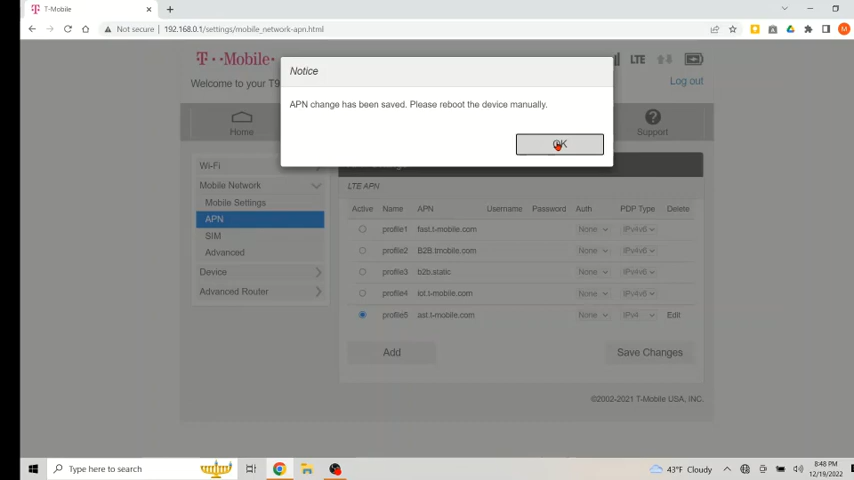 T-Mobile
Not secure | 192.168.0.1/settings/mobile_network-apn.html
M
T··Mobile·
LTE
Welcome to your T9
Log out
Notice
APN change has been saved. Please reboot the device manually.
OK
Home
Support
Wi-Fi
Mobile Network
Mobile Settings
APN
SIM
Advanced
Device
Advanced Router
LTE APN
Active Name APN Username Password Auth PDP Type Delete
profile1 fast.t-mobile.com None IPv4v6
profile2 B2B.tmobile.com None IPv4v6
profile3 b2b.static None IPv4v6
profile4 iot.t-mobile.com None IPv4v6
profile5 ast.t-mobile.com None IPv4 Edit
Add
Save Changes
©2002-2021 T-Mobile USA, INC.
Type here to search
43°F Cloudy
8:48 PM
12/19/2022